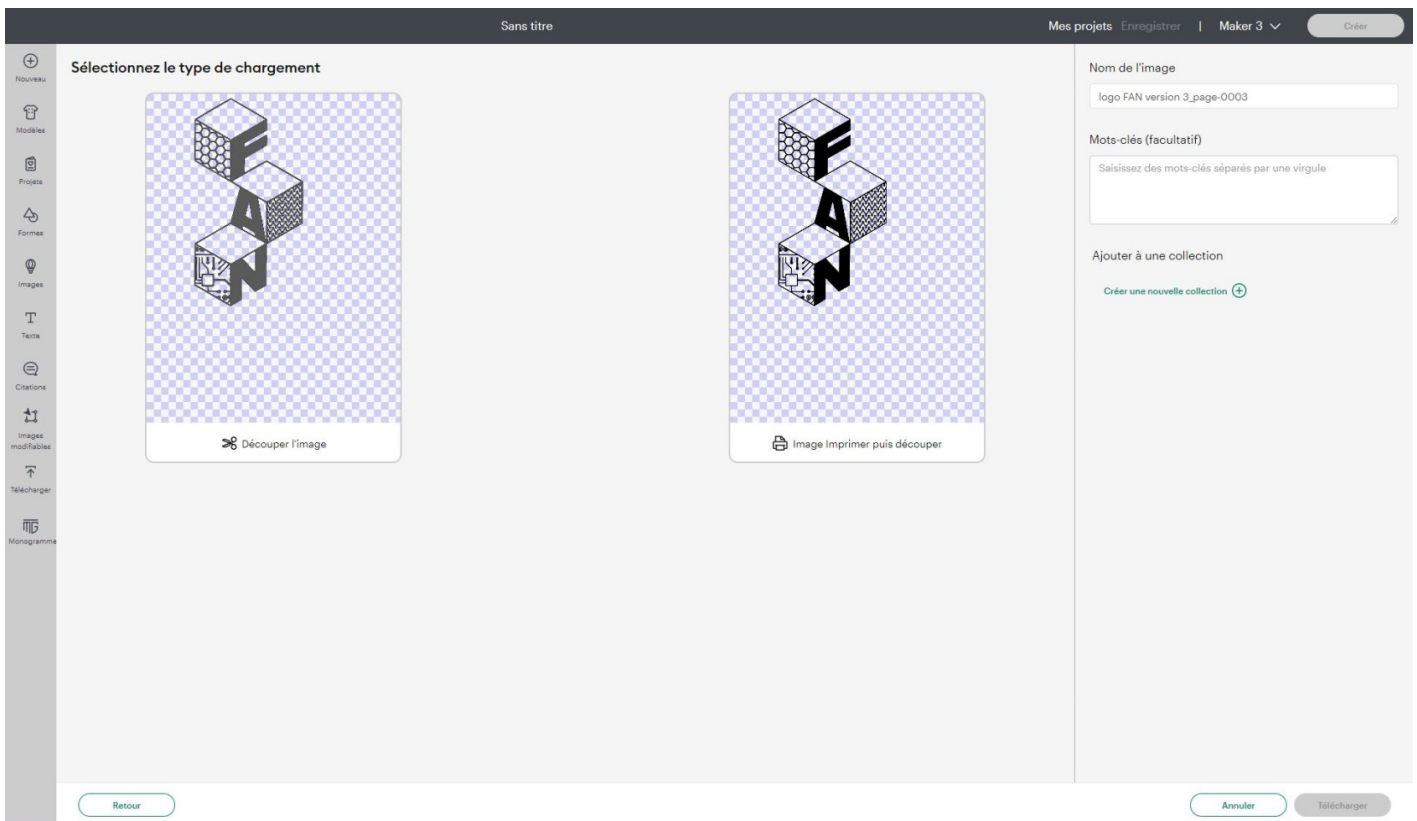 Sans titre
Mes projets Enregistrer | Maker 3 Créer
Nouveau
Modèles
Projets
Formes
Images
Texte
Citations
Images
modifiables
Télécharger
MG
Monogramme
Sélectionnez le type de chargement
F
A
N
Découper l'image
F
A
N
Image Imprimer puis découper
Nom de l'image
logo FAN version 3_page-0003
Mots-clés (facultatif)
Saisissez des mots-clés séparés par une virgule
Ajouter à une collection
Créer une nouvelle collection
Retour
Annuler
Télécharger